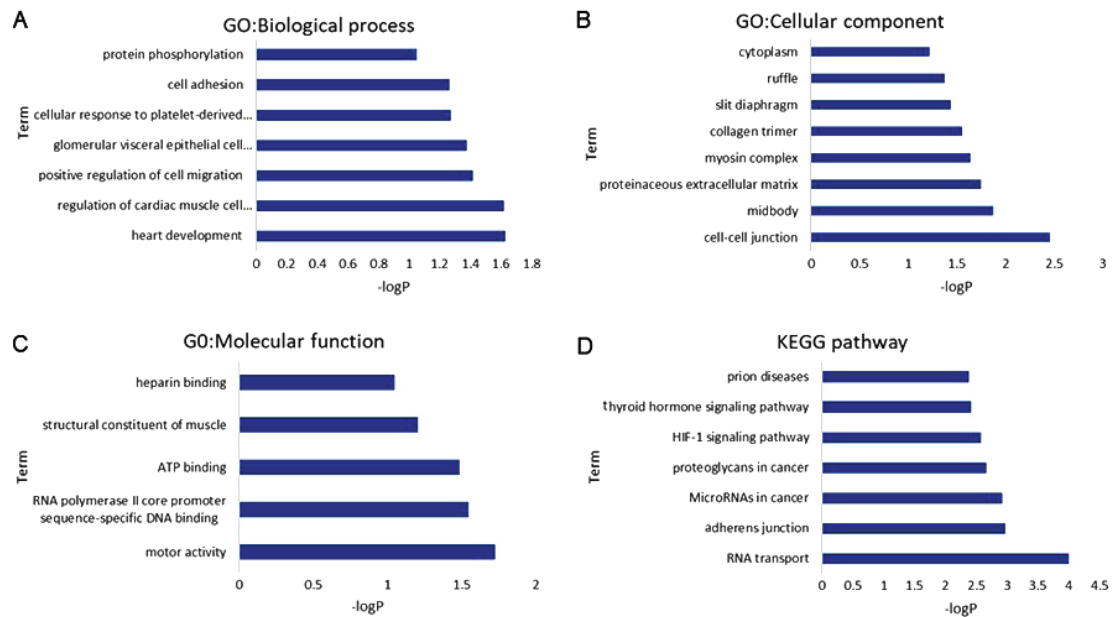 A
GO:Biological process
Term
protein phosphorylation
cell adhesion
cellular response to platelet-derived...
glomerular visceral epithelial cell...
positive regulation of cell migration
regulation of cardiac muscle cell...
heart development
0 0.2 0.4 0.6 0.8 1 1.2 1.4 1.6 1.8
-logP
B
GO:Cellular component
Term
cytoplasm
ruffle
slit diaphragm
collagen trimer
myosin complex
proteinaceous extracellular matrix
midbody
cell-cell junction
0 0.5 1 1.5 2 2.5 3
-logP
C
G0:Molecular function
Term
heparin binding
structural constituent of muscle
ATP binding
RNA polymerase II core promoter
sequence-specific DNA binding
motor activity
0 0.5 1 1.5 2
-logP
D
KEGG pathway
Term
prion diseases
thyroid hormone signaling pathway
HIF-1 signaling pathway
proteoglycans in cancer
MicroRNAs in cancer
adherens junction
RNA transport
0 0.5 1 1.5 2 2.5 3 3.5 4 4.5
-logP